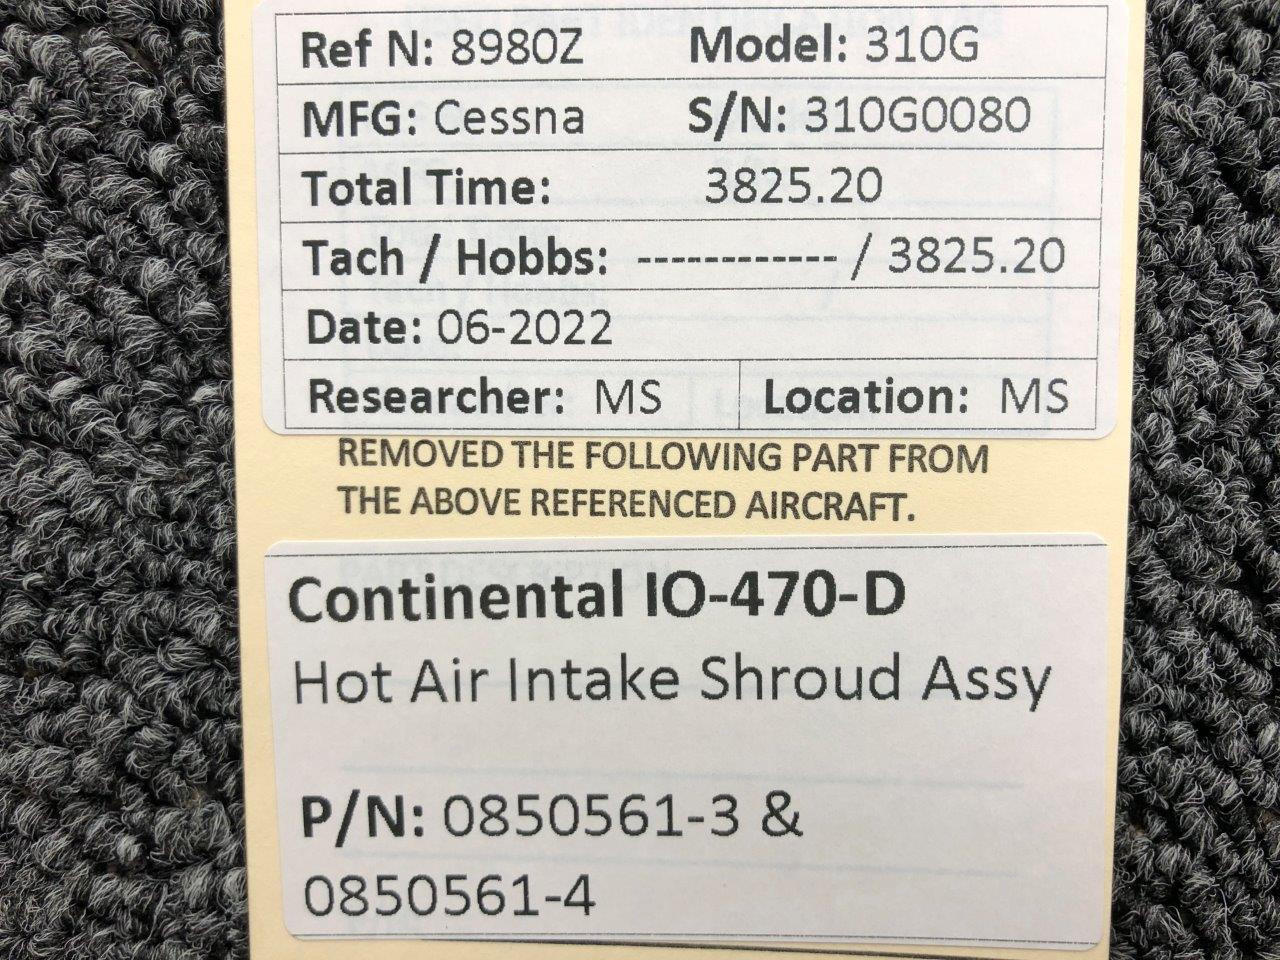 Ref N: 8980Z Model: 310G
MFG: Cessna S/N: 310G0080
Total Time: 3825.20
Tach / Hobbs: ------------ / 3825.20
Date: 06-2022
Researcher: MS Location: MS
REMOVED THE FOLLOWING PART FROM
THE ABOVE REFERENCED AIRCRAFT.
Continental IO-470-D
Hot Air Intake Shroud Assy
P/N: 0850561-3 &
0850561-4